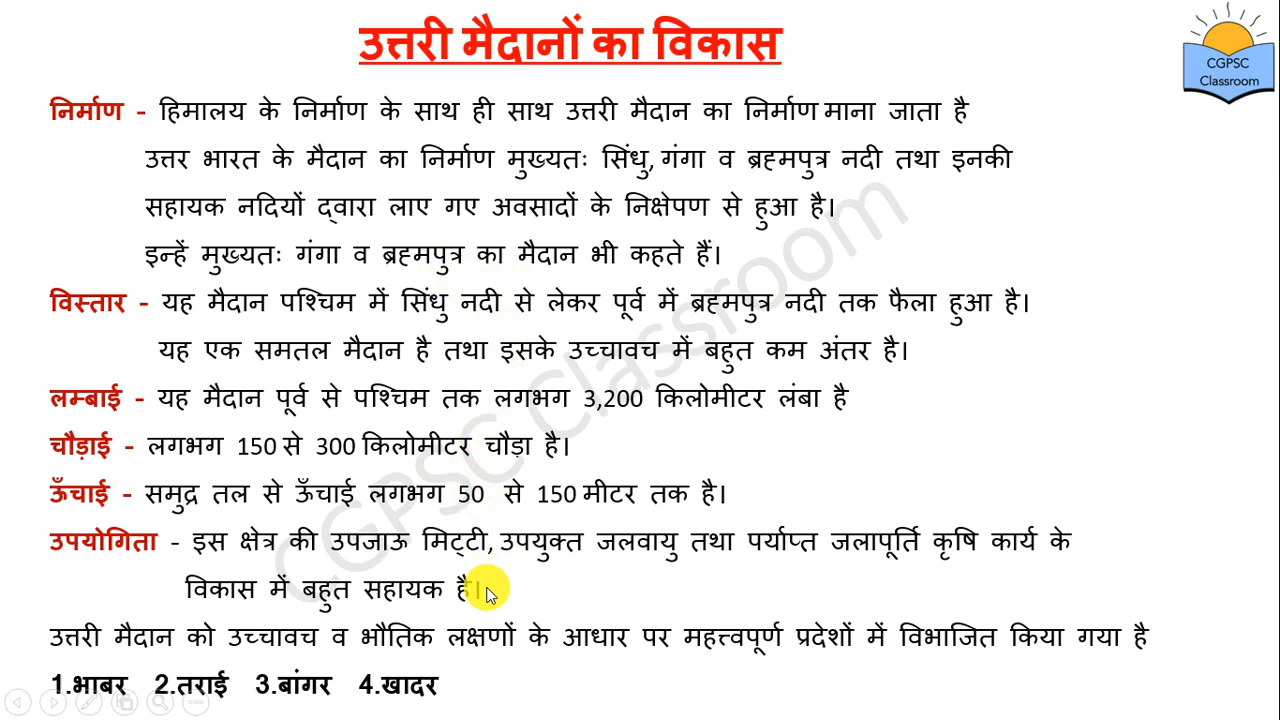 उत्तरी मैदानों का विकास
CGPSC
Classroom
निर्माण - हिमालय के निर्माण के साथ ही साथ उत्तरी मैदान का निर्माण माना जाता है
उत्तर भारत के मैदान का निर्माण मुख्यतः सिंधु, गंगा व ब्रह्मपुत्र नदी तथा इनकी
सहायक नदियों द्वारा लाए गए अवसादों के निक्षेपण से हुआ है।
इन्हें मुख्यतः गंगा व ब्रह्मपुत्र का मैदान भी कहते हैं।
विस्तार - यह मैदान पश्चिम में सिंधु नदी से लेकर पूर्व में ब्रह्मपुत्र नदी तक फैला हुआ है।
यह एक समतल मैदान है तथा इसके उच्चावच में बहुत कम अंतर है।
लम्बाई - यह मैदान पूर्व से पश्चिम तक लगभग 3,200 किलोमीटर लंबा है
चौड़ाई - लगभग 150 से 300 किलोमीटर चौड़ा है।
ऊँचाई - समुद्र तल से ऊँचाई लगभग 50 से 150 मीटर तक है।
उपयोगिता - इस क्षेत्र की उपजाऊ मिट्टी, उपयुक्त जलवायु तथा पर्याप्त जलापूर्ति कृषि कार्य के
विकास में बहुत सहायक है।
उत्तरी मैदान को उच्चावच व भौतिक लक्षणों के आधार पर महत्त्वपूर्ण प्रदेशों में विभाजित किया गया है
1.भाबर 2.तराई 3.बांगर 4.खादर
CGPSC Classroom